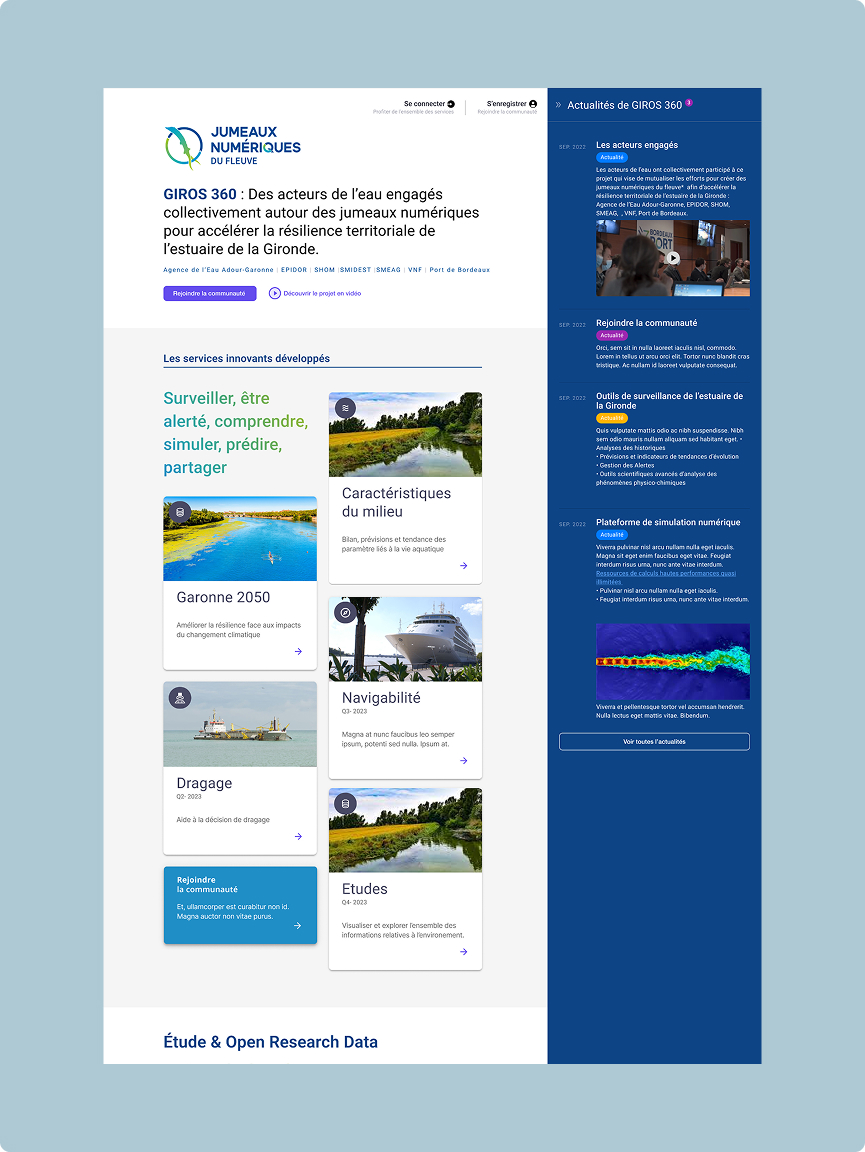 Se connecter
Profiter de l'ensemble des services
S'enregistrer
Rejoindre la communauté
JUMEAUX
NUMÉRIQUES
DU FLEUVE
GIROS 360 : Des acteurs de l'eau engagés
collectivement autour des jumeaux numériques
pour accélérer la résilience territoriale de
l'estuaire de la Gironde.
Agence de l'Eau Adour-Garonne | EPIDOR | SHOM |SMIDEST |SMEAG | VNF | Port de Bordeaux
Rejoindre la communauté
Découvrir le projet en vidéo
Les services innovants développés
Surveiller, être
alerté, comprendre,
simuler, prédire,
partager
Garonne 2050
Améliorer la résilience face aux impacts
du changement climatique
Dragage
Q2- 2023
Aide à la décision de dragage
Rejoindre
la communauté
Et, ullamcorper est curabitur non id.
Magna auctor non vitae purus.
Caractéristiques
du milieu
Bilan, prévisions et tendance des
paramètre liés à la vie aquatique
Navigabilité
Q3- 2023
Magna at nunc faucibus leo semper
ipsum, potenti sed nulla. Ipsum at.
Etudes
Q4- 2023
Visualiser et explorer l'ensemble des
informations relatives à l'environement.
Étude & Open Research Data
» Actualités de GIROS 360 3
SEP. 2022
Les acteurs engagés
Actualité
Les acteurs de l'eau ont collectivement participé à ce
projet qui vise de mutualiser les efforts pour créer des
jumeaux numériques du fleuve* afin d'accélérer la
résilience territoriale de l'estuaire de la Gironde :
Agence de l'Eau Adour-Garonne, EPIDOR, SHOM,
SMEAG, , VNF, Port de Bordeaux.
BORDEAUX
PORT
SEP. 2022
Rejoindre la communauté
Actualité
Orci, sem sit in nulla laoreet iaculis nisl, commodo.
Lorem in tellus ut arcu orci elit. Tortor nunc blandit cras
tristique. Ac nullam id laoreet vulputate consequat.
SEP. 2022
Outils de surveillance de l'estuaire de
la Gironde
Actualité
Quis vulputate mattis odio ac nibh suspendisse. Nibh
sem odio mauris nullam aliquam sed habitant eget. •
Analyses des historiques
• Prévisions et indicateurs de tendances d'évolution
• Gestion des Alertes
• Outils scientifiques avancés d'analyse des
phénomènes physico-chimiques
SEP. 2022
Plateforme de simulation numérique
Actualité
Viverra pulvinar nisl arcu nullam nulla eget iaculis.
Magna sit eget enim faucibus eget vitae. Feugiat
interdum risus urna, nunc ante vitae interdum.
Ressources de calculs hautes performances quasi
illimitées
• Pulvinar nisl arcu nullam nulla eget iaculis.
• Feugiat interdum risus urna, nunc ante vitae interdum.
Viverra et pellentesque tortor vel accumsan hendrerit.
Nulla lectus eget mattis vitae. Bibendum.
Voir toutes l'actualités